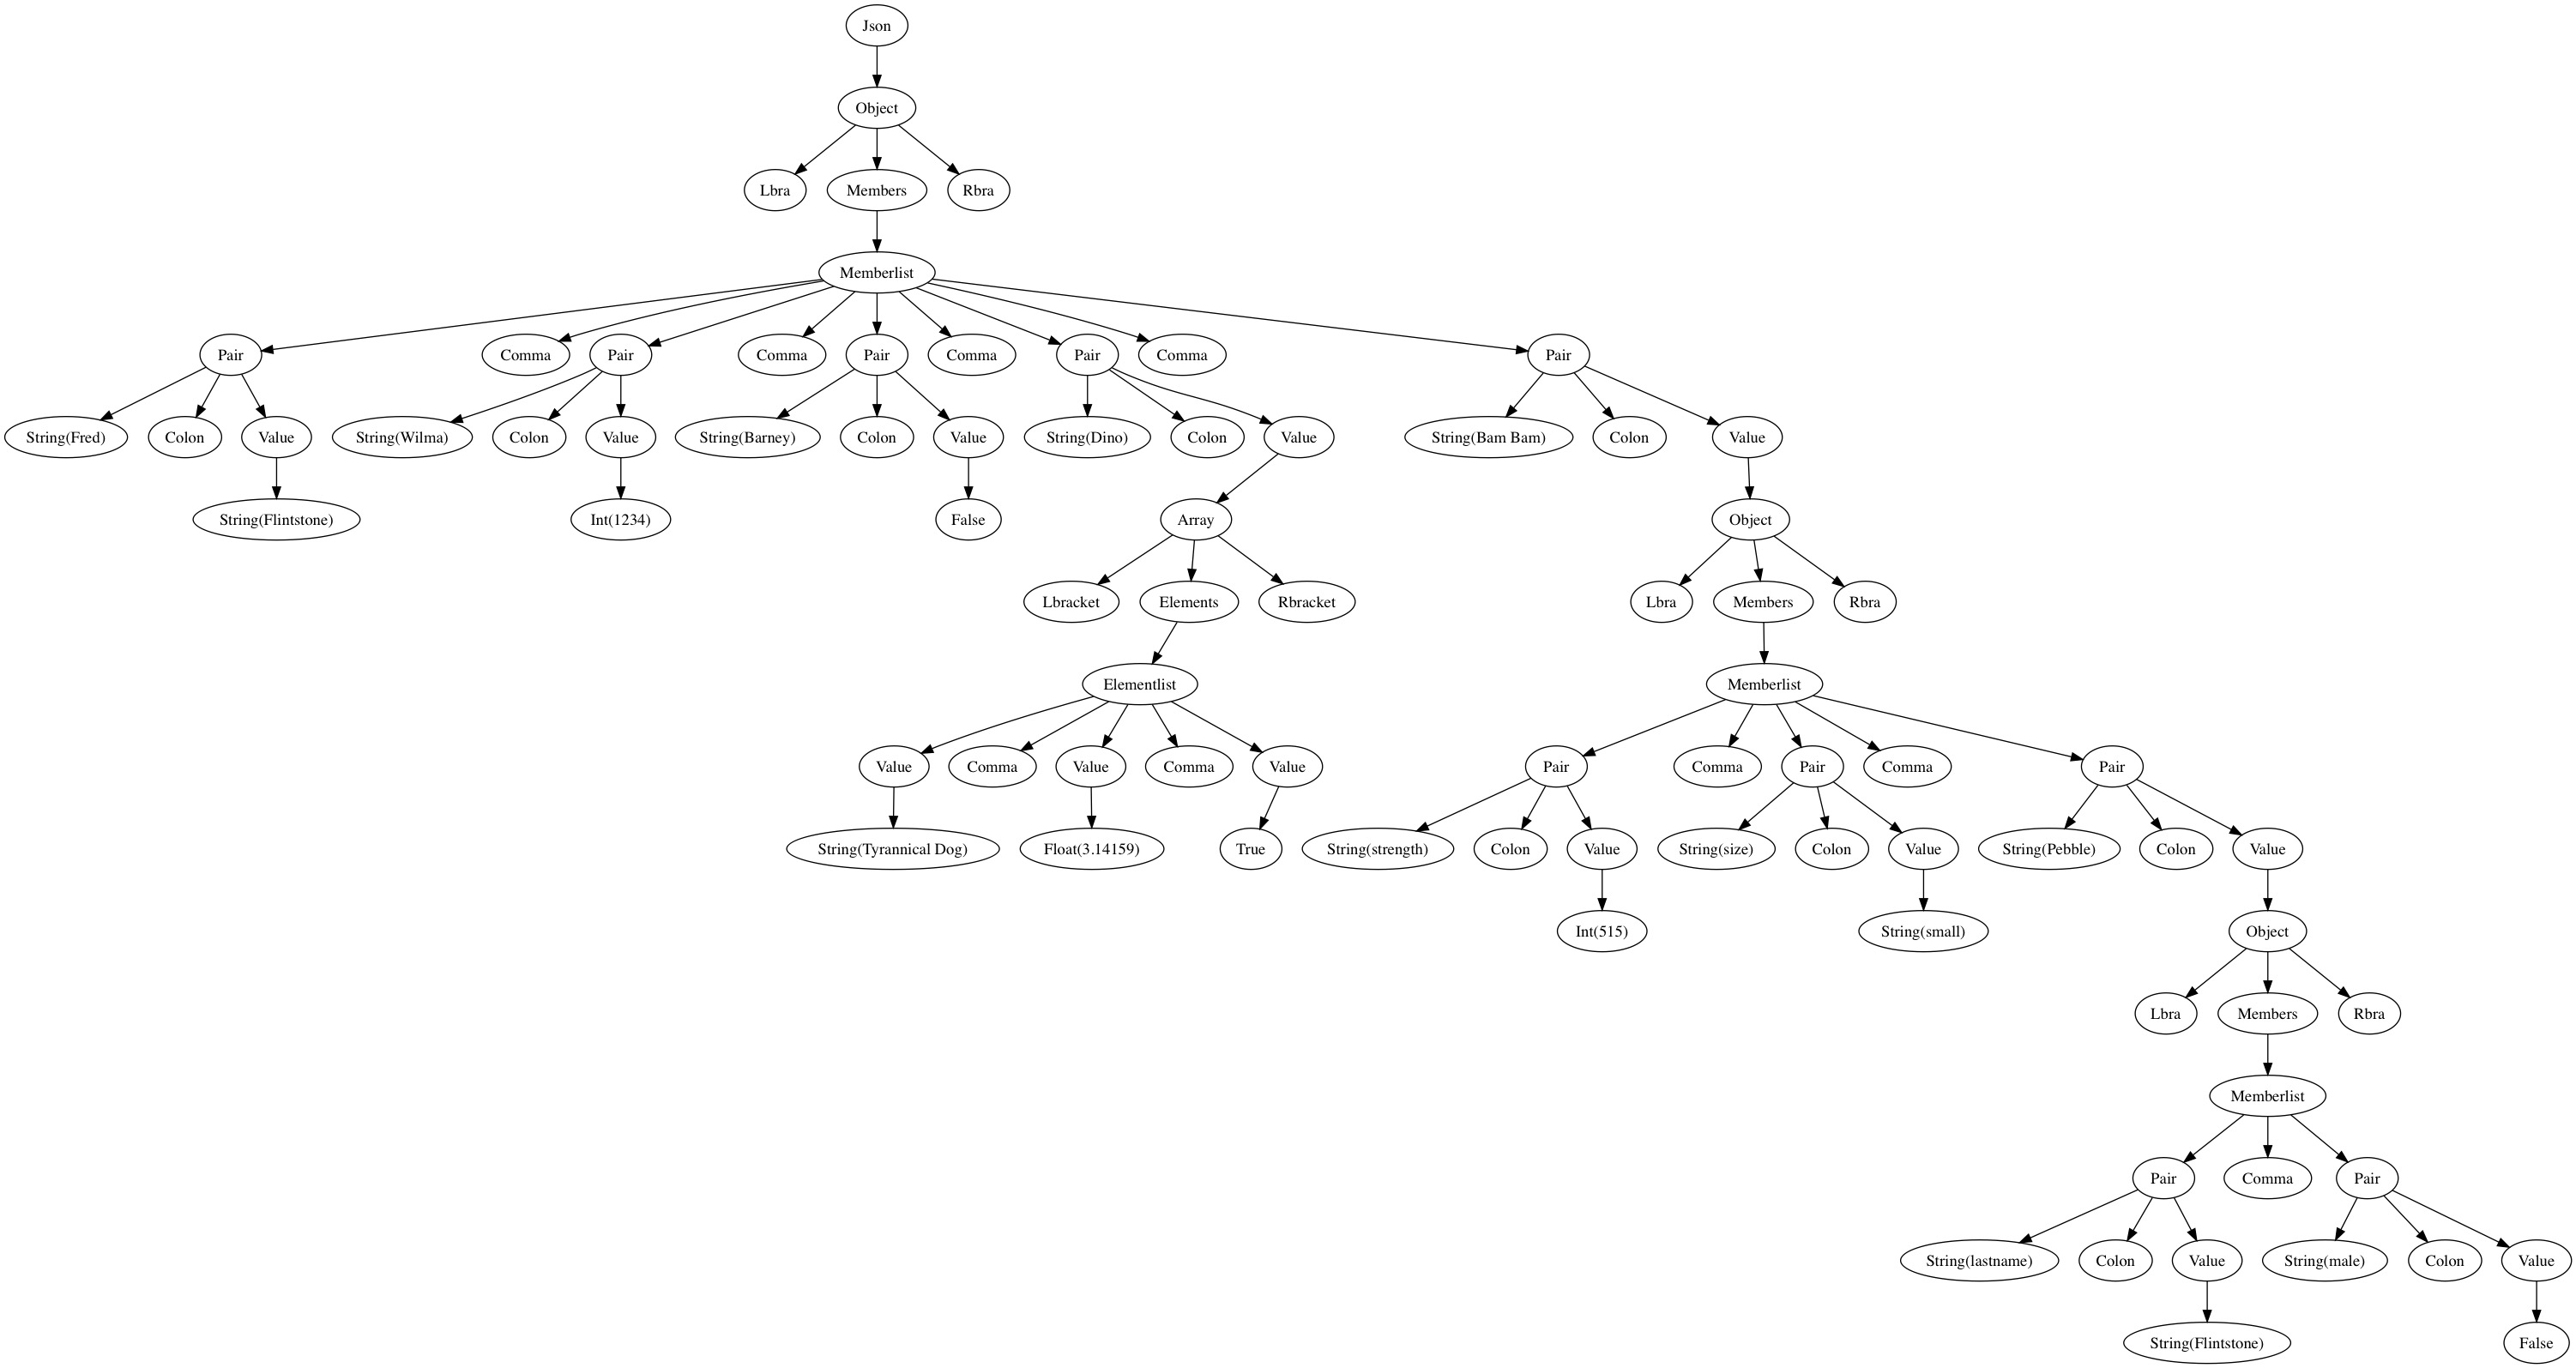 Json
Object
Lbra
Members
Rbra
Memberlist
Pair
Comma
Pair
Comma
Pair
Comma
Pair
Comma
Pair
String(Fred)
Colon
Value
String(Wilma)
Colon
Value
String(Barney)
Colon
Value
String(Dino)
Colon
Value
String(Bam Bam)
Colon
Value
String(Flintstone)
Int(1234)
False
Array
Object
Lbracket
Elements
Rbracket
Lbra
Members
Rbra
Elementlist
Memberlist
Value
Comma
Value
Comma
Value
Pair
Comma
Pair
Comma
Pair
String(Tyrannical Dog)
Float(3.14159)
True
String(strength)
Colon
Value
String(size)
Colon
Value
String(Pebble)
Colon
Value
Int(515)
String(small)
Object
Lbra
Members
Rbra
Memberlist
Pair
Comma
Pair
String(lastname)
Colon
Value
String(male)
Colon
Value
String(Flintstone)
False